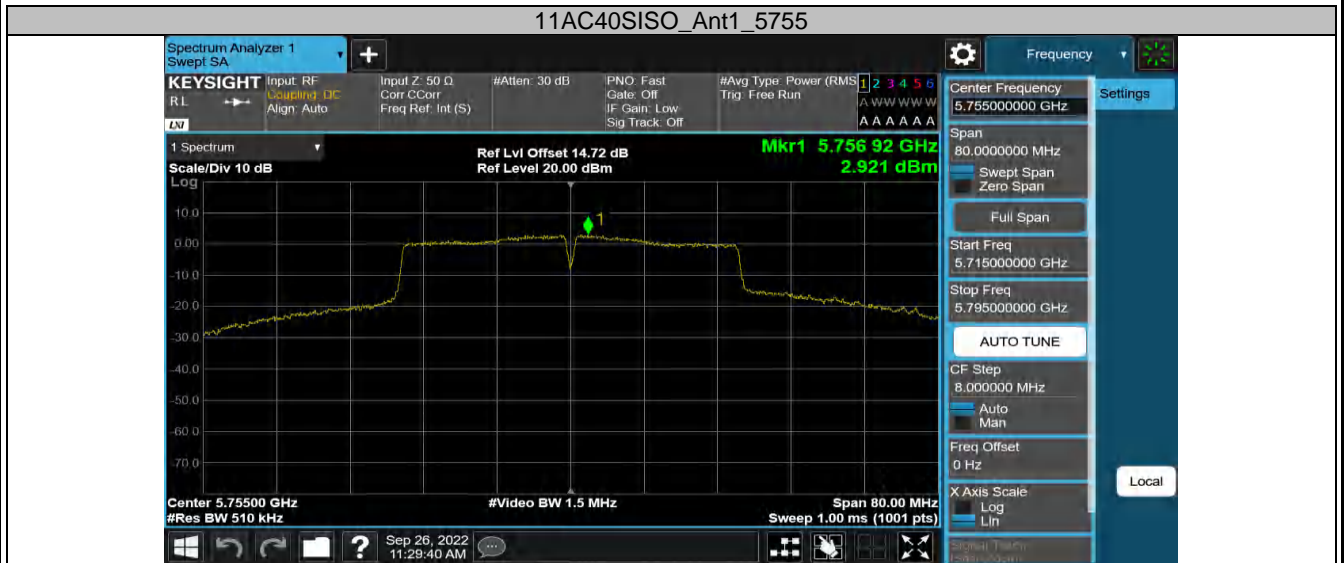 11AC40SISO_Ant1_5755
Spectrum Analyzer 1
Swept SA
+
Frequency
KEYSIGHT
RL
LXI
Input: RF
Coupling: DC
Align: Auto
Input Z: 50 Ω
Corr CCorr
Freq Ref: Int (S)
#Atten: 30 dB
PNO: Fast
Gate: Off
IF Gain: Low
Sig Track: Off
#Avg Type: Power (RMS
Trig: Free Run
1 2 3 4 5 6
A WW WW W
A A A A A A
1 Spectrum
Scale/Div 10 dB
Log
Ref Lvl Offset 14.72 dB
Ref Level 20.00 dBm
Mkr1 5.756 92 GHz
2.921 dBm
10.0
0.00
-10.0
-20.0
-30.0
-40.0
-50.0
-60.0
-70.0
1
Center 5.75500 GHz
#Res BW 510 kHz
#Video BW 1.5 MHz
Span 80.00 MHz
Sweep 1.00 ms (1001 pts)
?
Sep 26, 2022
11:29:40 AM
Center Frequency
5.755000000 GHz
Settings
Span
80.0000000 MHz
Swept Span
Zero Span
Full Span
Start Freq
5.715000000 GHz
Stop Freq
5.795000000 GHz
AUTO TUNE
CF Step
8.000000 MHz
Auto
Man
Freq Offset
0 Hz
X Axis Scale
Log
Lin
Local
Signal Track